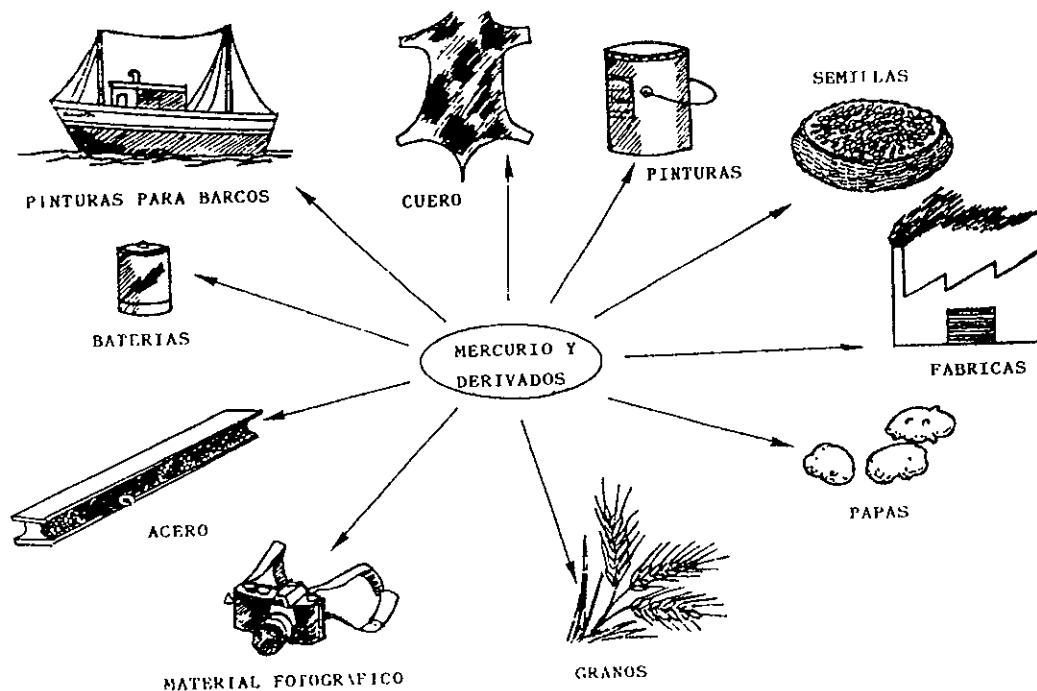 SEMILLAS
PINTURAS
PINTURAS PARA BARCOS
CUERO
BATERIAS
MERCURIO Y
DERIVADOS
FABRICAS
ACERO
PAPAS
MATERIAL FOTOGRAFICO
GRANOS